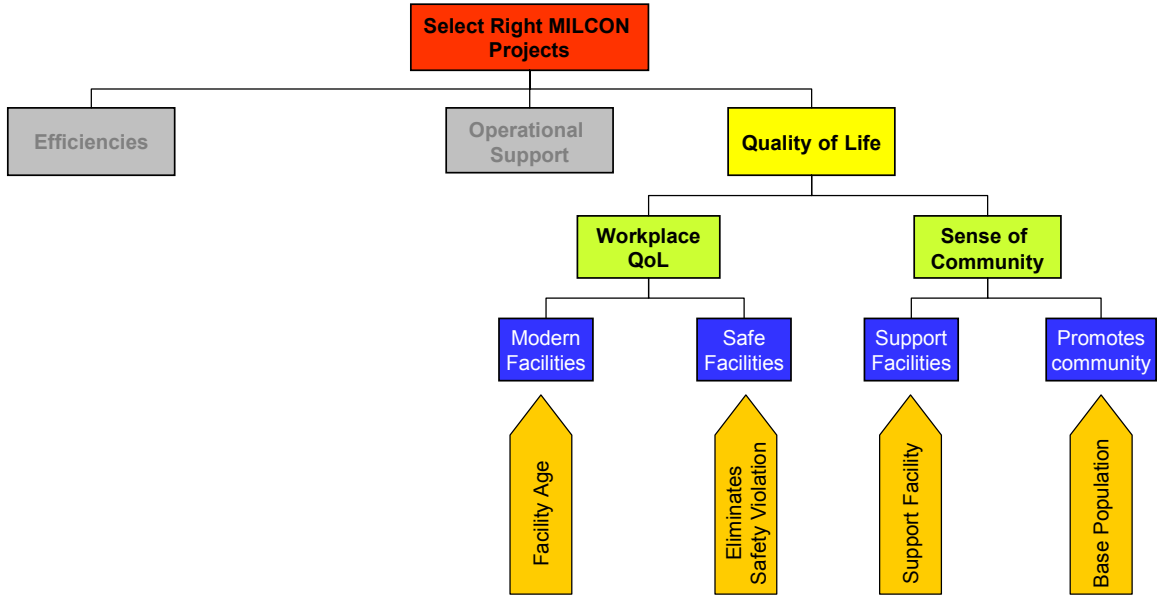 Select Right MILCON
Projects
Efficiencies
Operational
Support
Quality of Life
Workplace
QoL
Sense of
Community
Modern
Facilities
Safe
Facilities
Support
Facilities
Promotes
community
Facility Age
Eliminates
Safety Violation
Support Facility
Base Population